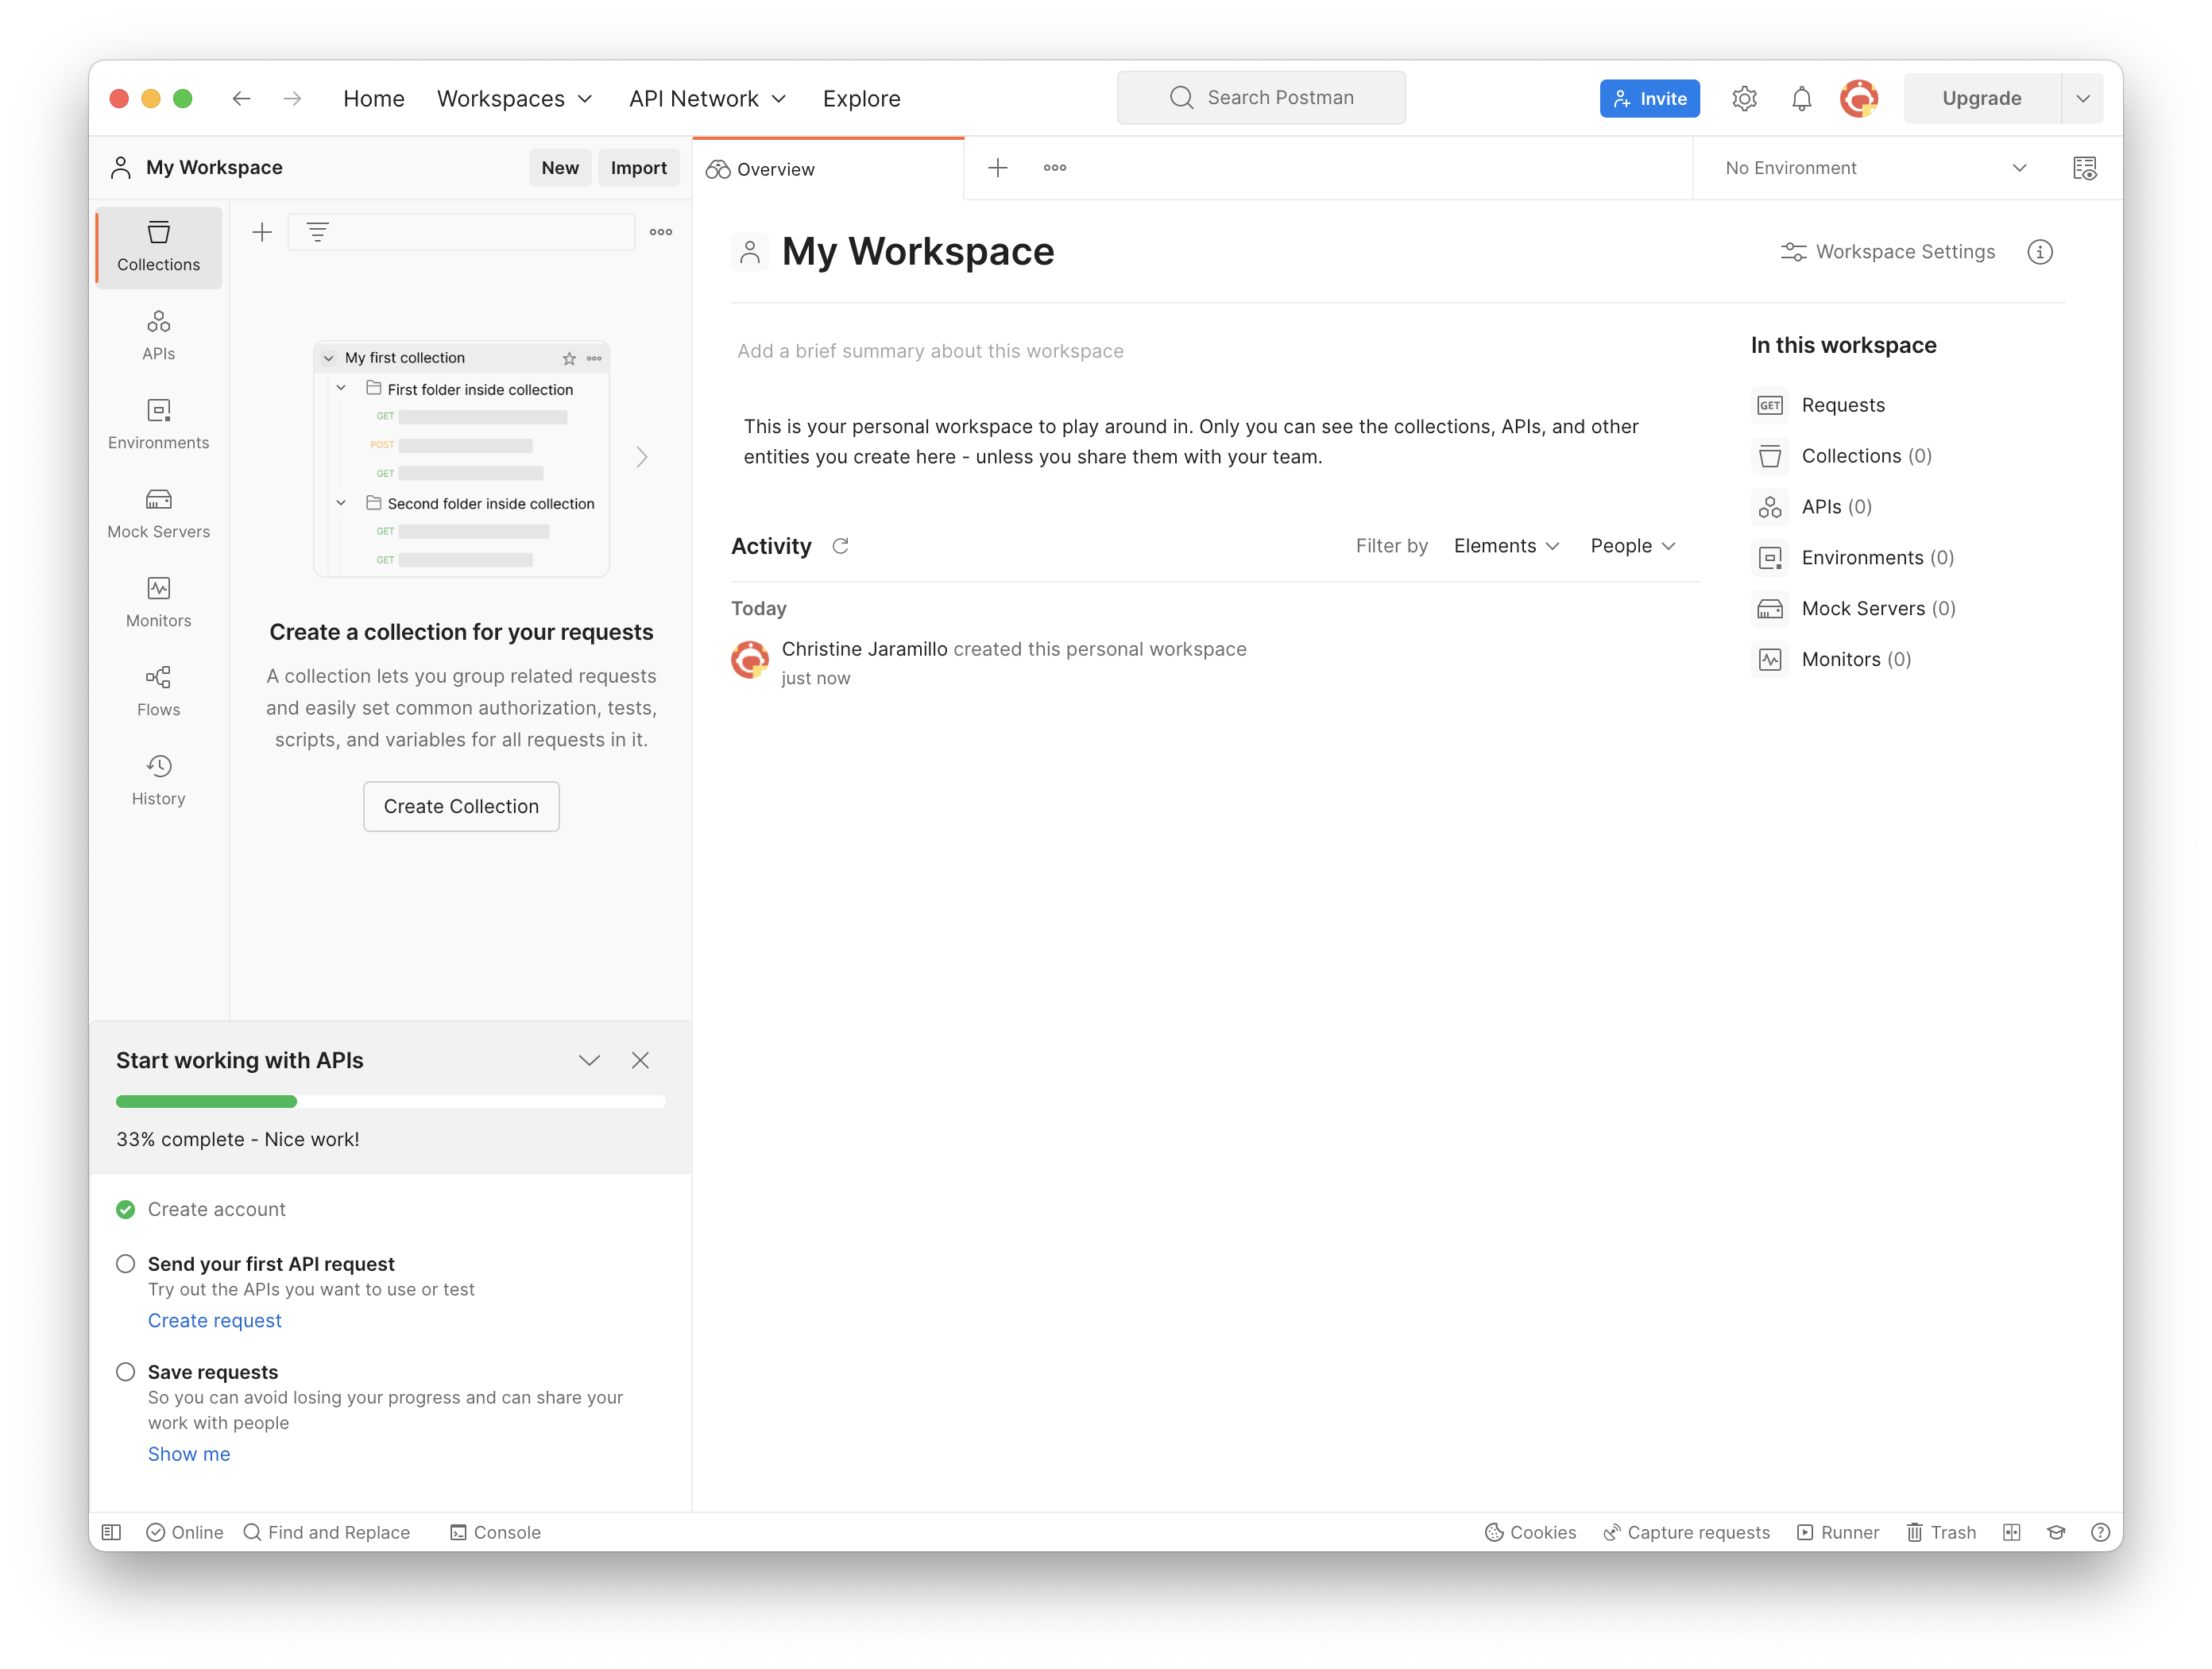 Home
Workspaces
API Network
Explore
Search Postman
Invite
Upgrade
My Workspace
New
Import
Overview
No Environment
Collections
APIs
Environments
Mock Servers
Monitors
Flows
History
My first collection
First folder inside collection
GET
POST
GET
Second folder inside collection
GET
GET
Create a collection for your requests
A collection lets you group related requests
and easily set common authorization, tests,
scripts, and variables for all requests in it.
Create Collection
Start working with APIs
33% complete - Nice work!
Create account
Send your first API request
Try out the APIs you want to use or test
Create request
Save requests
So you can avoid losing your progress and can share your
work with people
Show me
My Workspace
Workspace Settings
Add a brief summary about this workspace
This is your personal workspace to play around in. Only you can see the collections, APIs, and other
entities you create here - unless you share them with your team.
Activity
Filter by
Elements
People
Today
Christine Jaramillo created this personal workspace
just now
In this workspace
GET Requests
Collections (0)
APIs (0)
Environments (0)
Mock Servers (0)
Monitors (0)
Online
Find and Replace
Console
Cookies
Capture requests
Runner
Trash